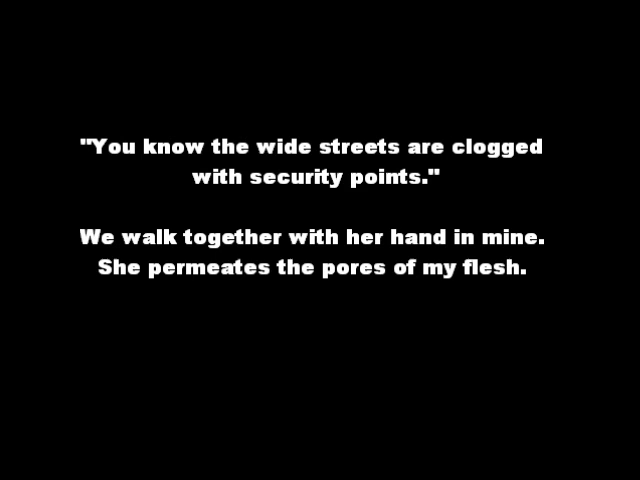 "You know the wide streets are clogged
with security points."
We walk together with her hand in mine.
She permeates the pores of my flesh.